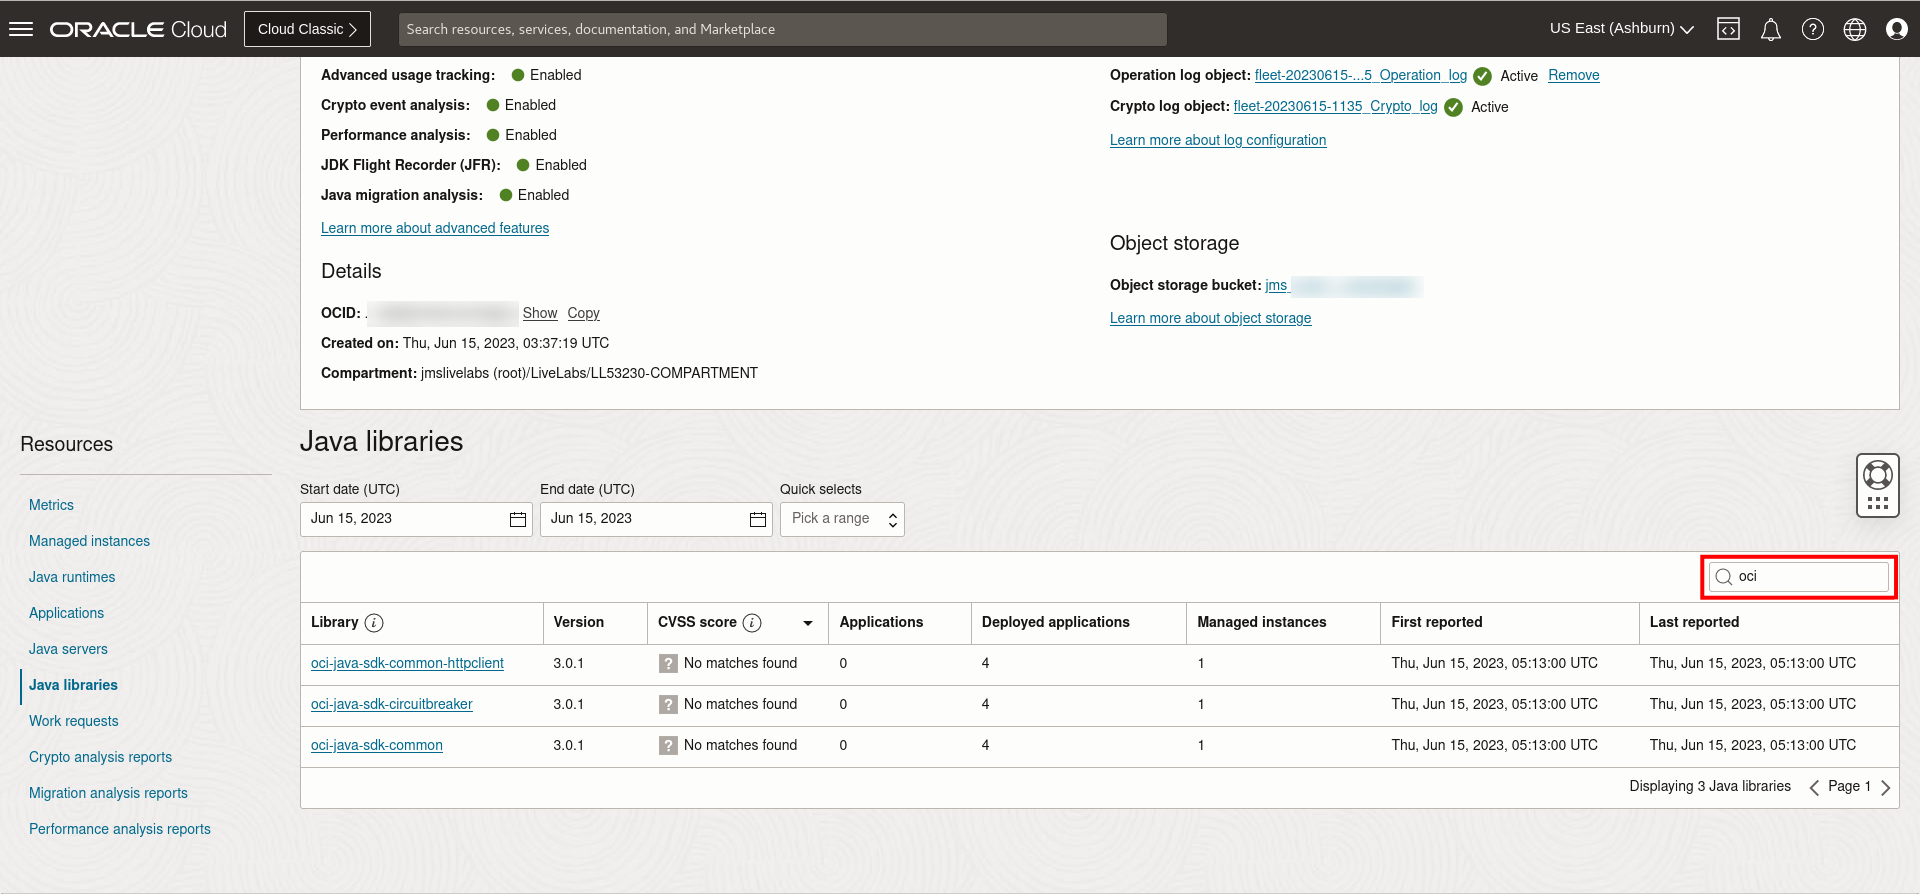 ORACLE Cloud
Cloud Classic
Search resources, services, documentation, and Marketplace
US East (Ashburn)
Advanced usage tracking: Enabled
Crypto event analysis: Enabled
Performance analysis: Enabled
JDK Flight Recorder (JFR): Enabled
Java migration analysis: Enabled
Learn more about advanced features
Details
OCID: . Show Copy
Created on: Thu, Jun 15, 2023, 03:37:19 UTC
Compartment: jmslivelabs (root)/LiveLabs/LL53230-COMPARTMENT
Operation log object: fleet-20230615-...5_Operation_log Active Remove
Crypto log object: fleet-20230615-1135_Crypto_log Active
Learn more about log configuration
Object storage
Object storage bucket: jms_
Learn more about object storage
Resources
Metrics
Managed instances
Java runtimes
Applications
Java servers
Java libraries
Work requests
Crypto analysis reports
Migration analysis reports
Performance analysis reports
Java libraries
Start date (UTC) End date (UTC) Quick selects
Jun 15, 2023 Jun 15, 2023 Pick a range
oci
Library i Version CVSS score i Applications Deployed applications Managed instances First reported Last reported
oci-java-sdk-common-httpclient 3.0.1 ? No matches found 0 4 1 Thu, Jun 15, 2023, 05:13:00 UTC Thu, Jun 15, 2023, 05:13:00 UTC
oci-java-sdk-circuitbreaker 3.0.1 ? No matches found 0 4 1 Thu, Jun 15, 2023, 05:13:00 UTC Thu, Jun 15, 2023, 05:13:00 UTC
oci-java-sdk-common 3.0.1 ? No matches found 0 4 1 Thu, Jun 15, 2023, 05:13:00 UTC Thu, Jun 15, 2023, 05:13:00 UTC
Displaying 3 Java libraries Page 1